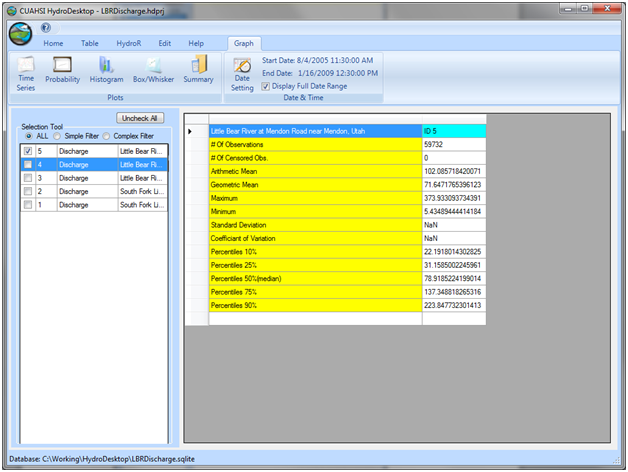 CUAHSI HydroDesktop - LBRDischarge.hdprj
Home Table HydroR Edit Help Graph
Time Series
Probability
Histogram
Box/Whisker
Summary
Plots
Date Setting
Start Date: 8/4/2005 11:30:00 AM
End Date: 1/16/2009 12:30:00 PM
Display Full Date Range
Date & Time
Uncheck All
Selection Tool
ALL Simple Filter Complex Filter
5 Discharge Little Bear Ri...
4 Discharge Little Bear Ri...
3 Discharge Little Bear Ri...
2 Discharge South Fork Li...
1 Discharge South Fork Li...
Little Bear River at Mendon Road near Mendon, Utah ID 5
# Of Observations 59732
# Of Censored Obs. 0
Arithmetic Mean 102.085718420071
Geometric Mean 71.6471765396123
Maximum 373.933093734391
Minimum 5.43489444414184
Standard Deviation NaN
Coefficiant of Variation NaN
Percentiles 10% 22.1918014302825
Percentiles 25% 31.1585002245961
Percentiles 50%(median) 78.9185224199014
Percentiles 75% 137.348818265316
Percentiles 90% 223.847732301413
Database: C:\Working\HydroDesktop\LBRDischarge.sqlite